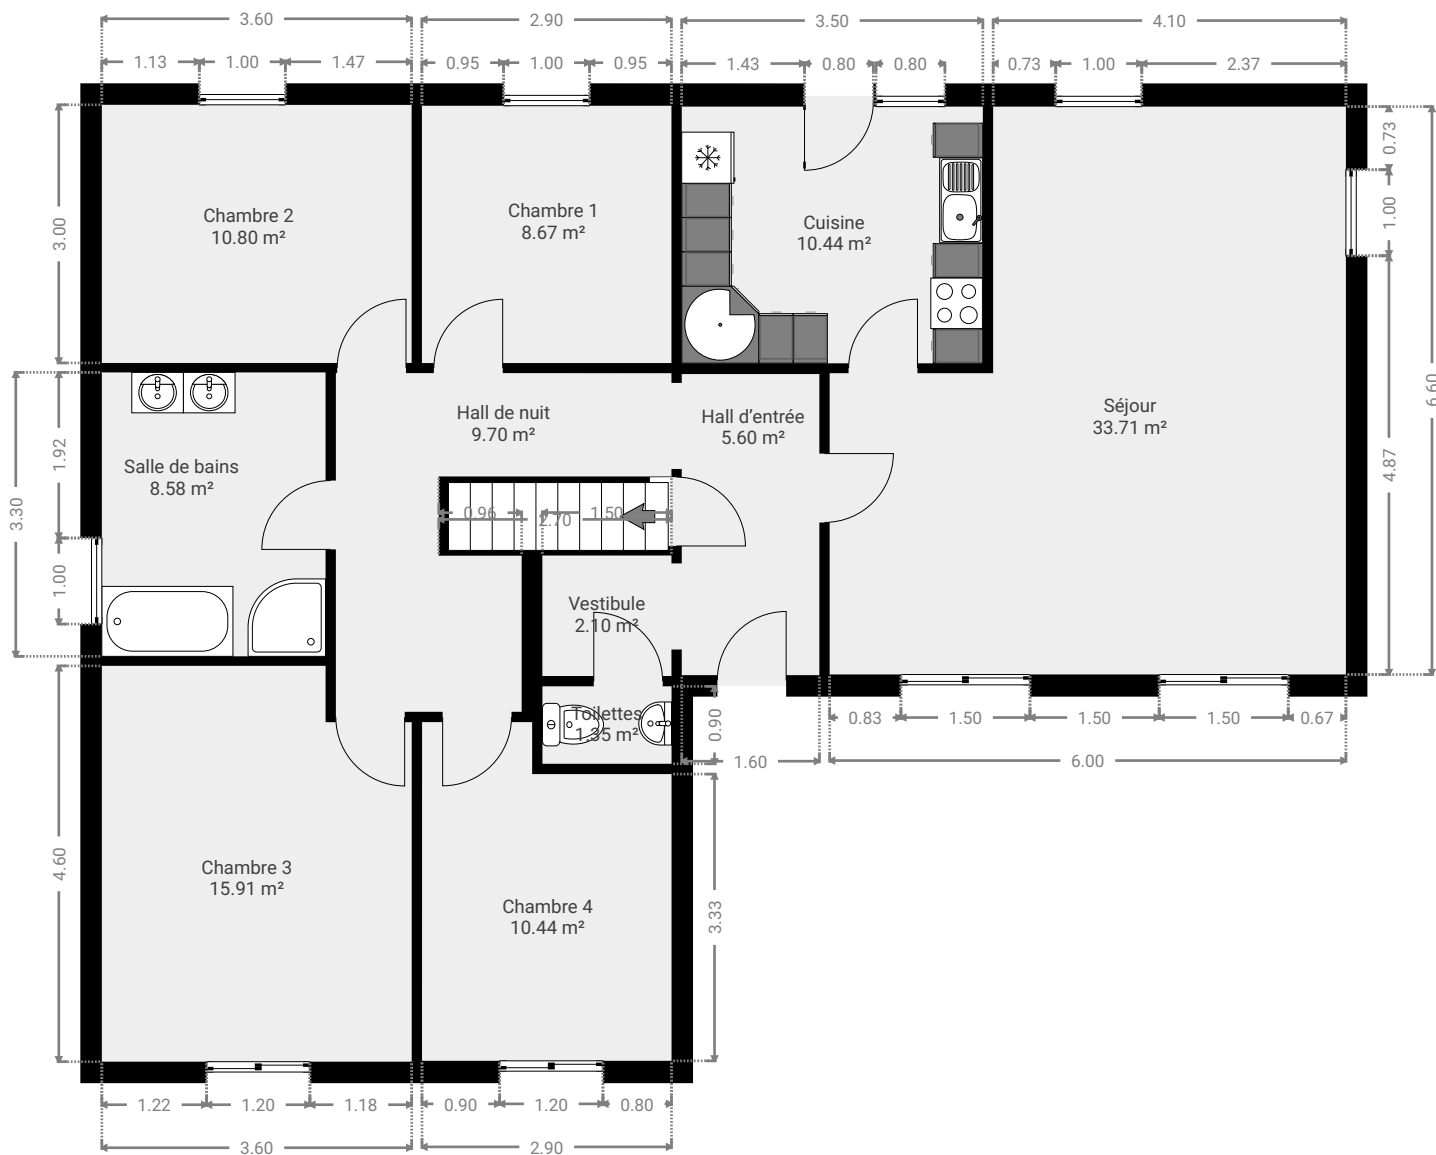 3.60
2.90
3.50
4.10
1.13
1.00
1.47
0.95
1.00
0.95
1.43
0.80
0.80
0.73
1.00
2.37
0.73
1.00
4.87
6.60
3.00
Chambre 2
10.80 m²
Chambre 1
8.67 m²
Cuisine
10.44 m²
Séjour
33.71 m²
Hall de nuit
9.70 m²
Hall d'entrée
5.60 m²
Salle de bains
8.58 m²
1.92
3.30
1.00
0.96
2.70
1.50
Vestibule
2.10 m²
Toilettes
1.35 m²
0.90
1.60
0.83
1.50
1.50
1.50
0.67
6.00
4.60
Chambre 3
15.91 m²
Chambre 4
10.44 m²
3.33
1.22
1.20
1.18
0.90
1.20
0.80
3.60
2.90